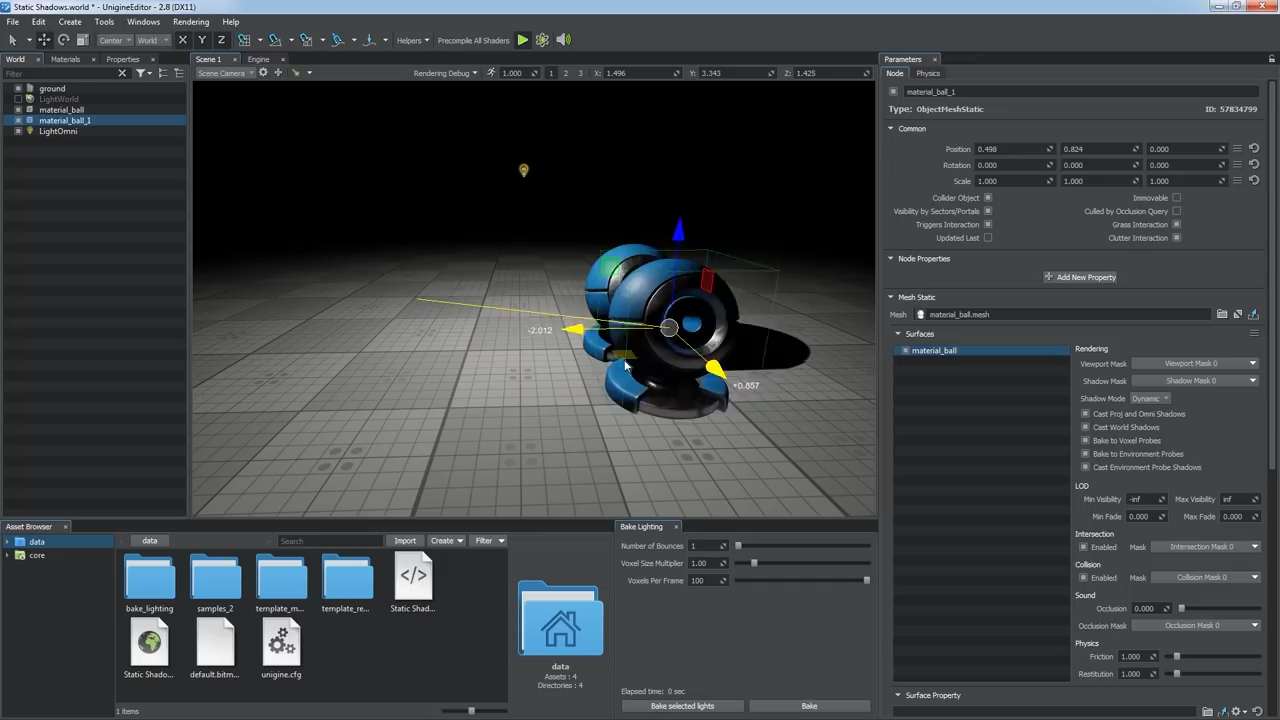 Static Shadows.world * - UnigineEditor - 2.8 (DX11)
File Edit Create Tools Windows Rendering Help
Center World X Y Z Helpers Precompile All Shaders
World Materials Properties Scene 1 Engine Parameters
Filter Scene Camera Rendering Debug 1.000 1 2 3 X: 1.496 Y: 3.343 Z: 1.425 Node Physics
ground
LightWorld
material_ball
material_ball_1
LightOmni
-2.012
+0.857
material_ball_1
Type: ObjectMeshStatic ID: 57834799
Common
Position 0.498 0.824 0.000
Rotation 0.000 0.000 0.000
Scale 1.000 1.000 1.000
Collider Object Immovable
Visibility by Sectors/Portals Culled by Occlusion Query
Triggers Interaction Grass Interaction
Updated Last Clutter Interaction
Node Properties
Add New Property
Mesh Static
Mesh material_ball.mesh
Surfaces
material_ball
Rendering
Viewport Mask Viewport Mask 0
Shadow Mask Shadow Mask 0
Shadow Mode Dynamic
Cast Proj and Omni Shadows
Cast World Shadows
Bake to Voxel Probes
Bake to Environment Probes
Cast Environment Probe Shadows
LOD
Min Visibility -inf Max Visibility inf
Min Fade 0.000 Max Fade 0.000
Intersection
Enabled Mask Intersection Mask 0
Collision
Enabled Mask Collision Mask 0
Sound
Occlusion 0.000
Occlusion Mask Occlusion Mask 0
Physics
Friction 1.000
Restitution 1.000
Surface Property
Asset Browser
data
core
data Search Import Create Filter
bake_lighting samples_2 template_m... template_re... Static Shad...
Static Shado... default.bitm... unigine.cfg
data
Assets : 4
Directories : 4
1 items
Bake Lighting
Number of Bounces 1
Voxel Size Multiplier 1.00
Voxels Per Frame 100
Elapsed time: 0 sec
Bake selected lights Bake